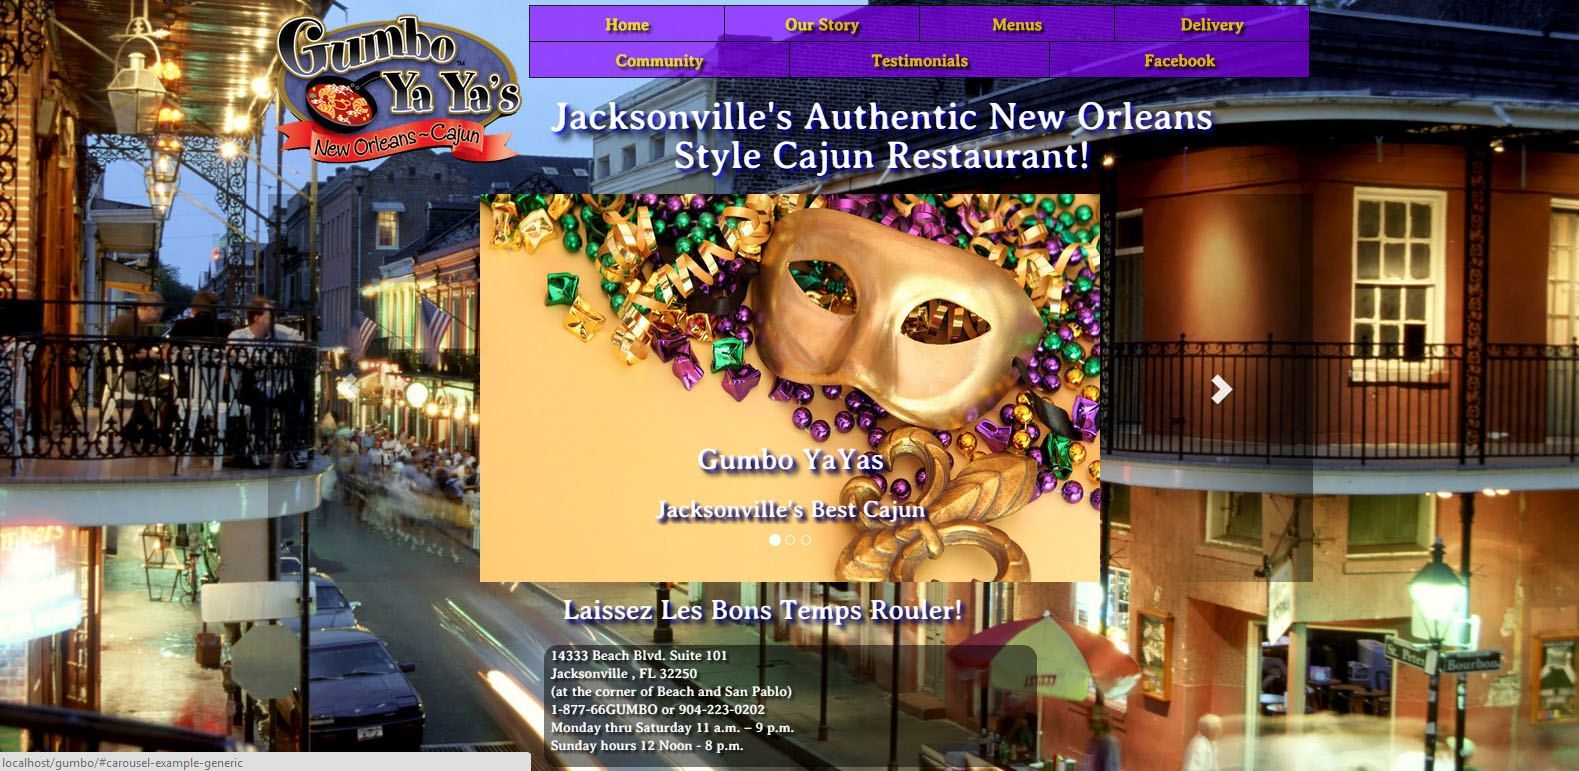 Gumbo
Ya Ya's
TM
New Orleans~Cajun
Home
Our Story
Menus
Delivery
Community
Testimonials
Facebook
Jacksonville's Authentic New Orleans
Style Cajun Restaurant!
Gumbo YaYas
Jacksonville's Best Cajun
Laissez Les Bons Temps Rouler!
14333 Beach Blvd. Suite 101
Jacksonville , FL 32250
(at the corner of Beach and San Pablo)
1-877-66GUMBO or 904-223-0202
Monday thru Saturday 11 a.m. – 9 p.m.
Sunday hours 12 Noon - 8 p.m.
St. Peter
Bourbon
localhost/gumbo/#carousel-example-generic